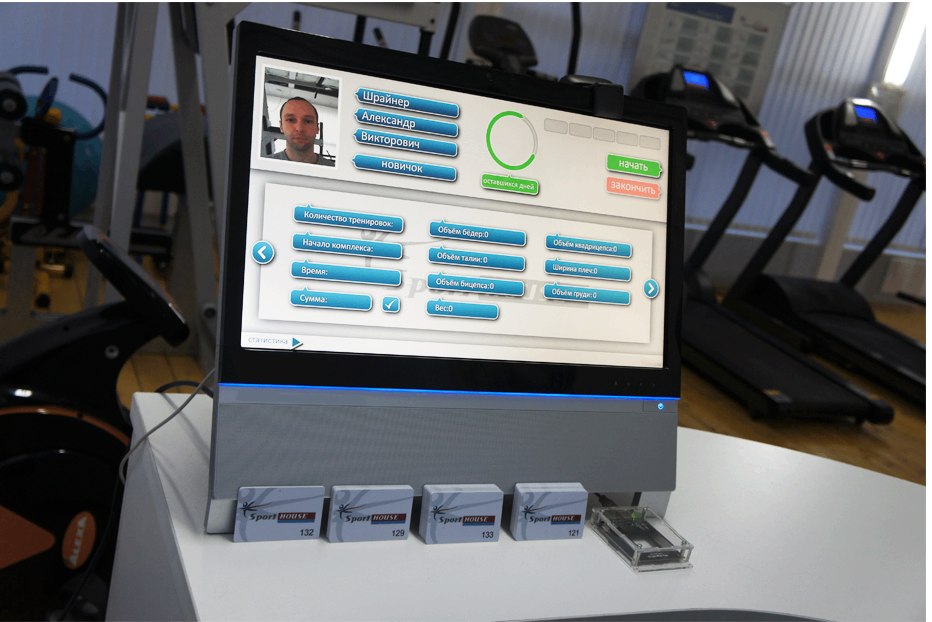 Шрайнер
Александр
Викторович
новичок
оставшихся дней
начать
закончить
Количество тренировок:
Начало комплекса:
Время:
Сумма:
Объём бёдер:0
Объём талии: 0
Объём бицепса: 0
Вес:0
Объём квадрицепса:0
Ширина плеч:0
Объём груди: 0
статистика
Sport HOUSE
132
Sport HOUSE
129
Sport HOUSE
133
Sport HOUSE
121